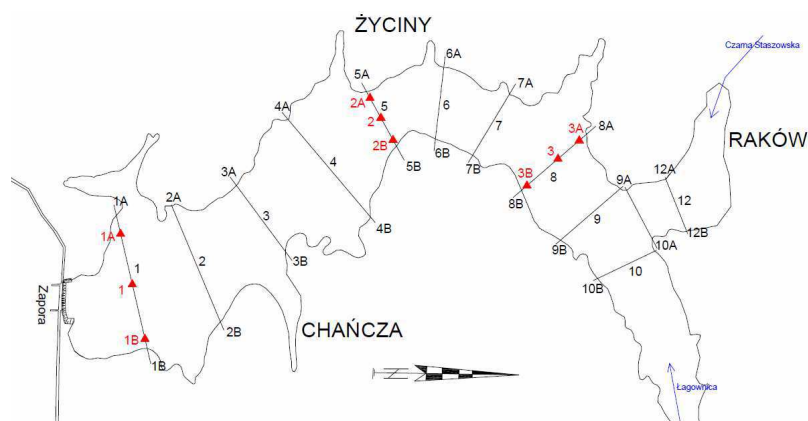 ŻYCINY
Czarna Staszowska
6A
5A
7A
2A
5
4A
6
2
7
3A
8A
RAKÓW
2B
6B
3
5B
7B
4
3A
3B
8
12A
9A
8B
1A
2A
12
3
9
4B
1A
12B
2
9B
10A
3B
1
10
10B
1
Zapora
2B
CHAŃCZA
1B
1B
N
Łagownica